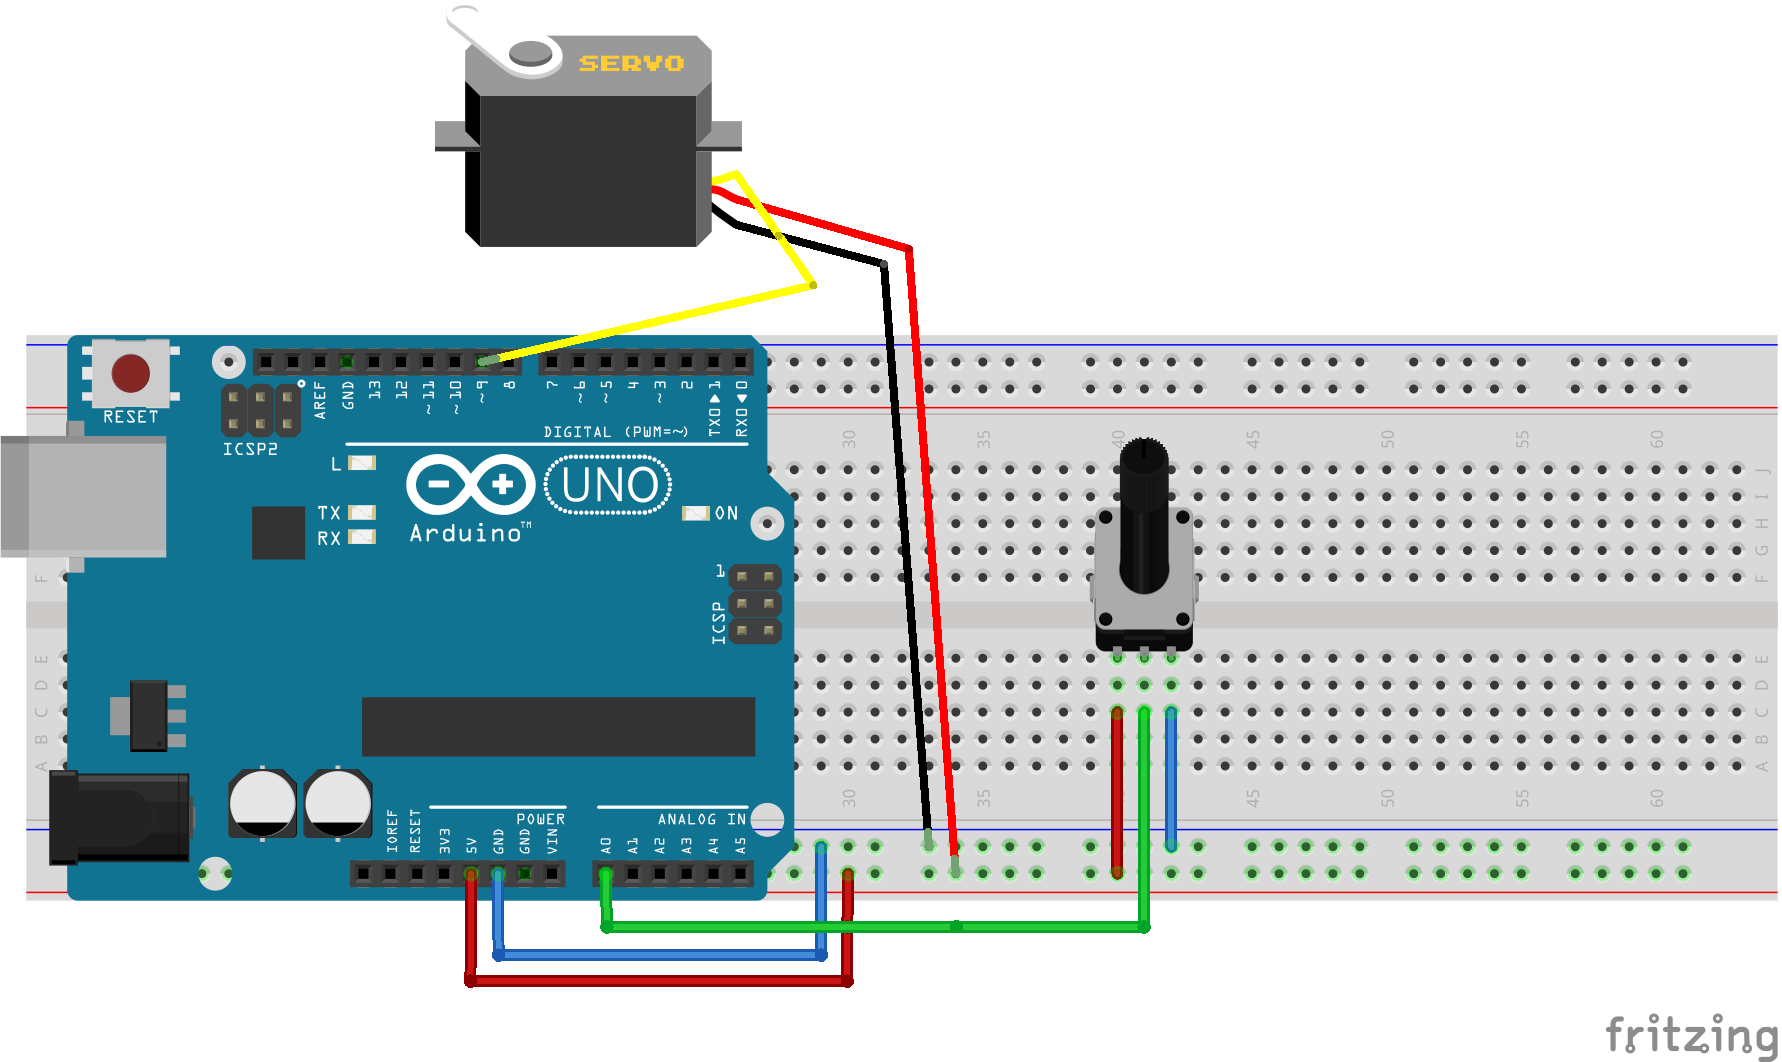 SERVO
RESET
ICSP2
AREF
GND
13
12
~11
~10
~9
8
7
~6
~5
4
~3
2
TX0▶1
RX0◀0
DIGITAL (PWM=~)
L
TX
RX
UNO
Arduino™
ON
1
ICSP
IOREF
RESET
3V3
5V
GND
GND
VIN
POWER
A0
A1
A2
A3
A4
A5
ANALOG IN
30
35
40
45
50
55
60
J
I
H
G
F
F
E
D
C
B
A
E
D
C
B
A
30
35
45
50
55
60
fritzing